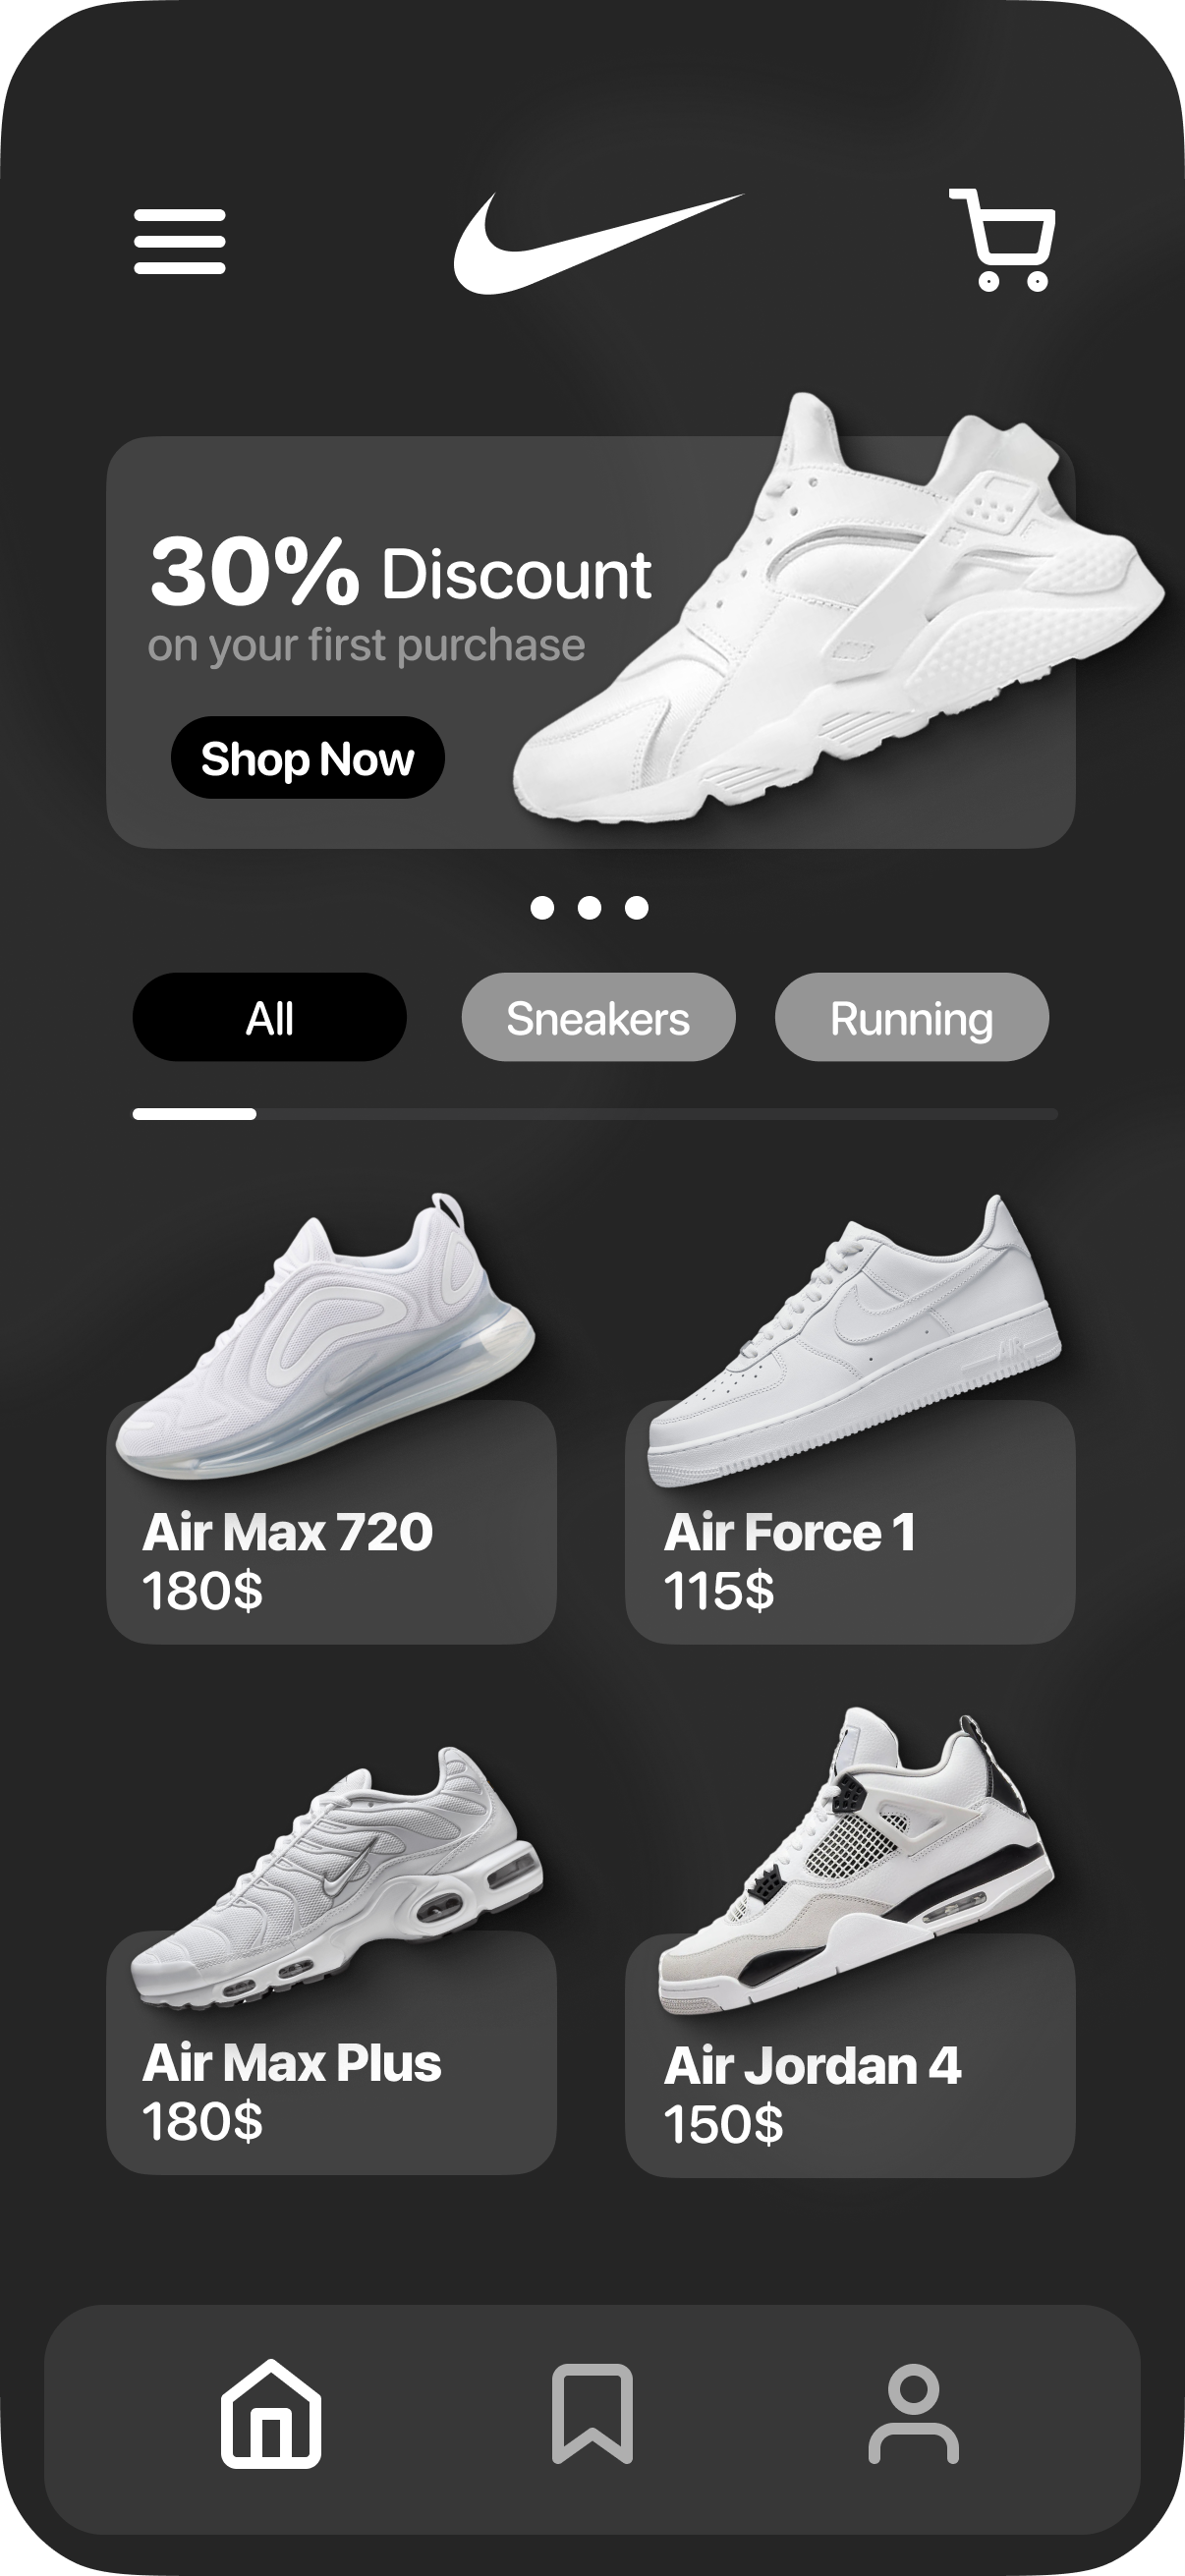 30% Discount
on your first purchase
Shop Now
All
Sneakers
Running
Air Max 720
180$
Air Force 1
115$
Air Max Plus
180$
Air Jordan 4
150$